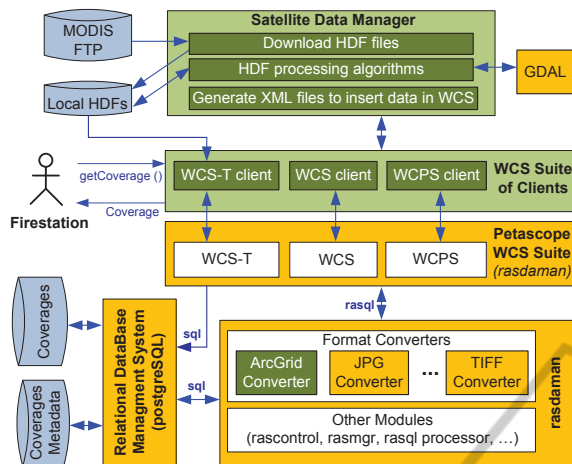 Satellite Data Manager
MODIS
FTP
Download HDF files
HDF processing algorithms
GDAL
Local HDFs
Generate XML files to insert data in WCS
getCoverage ()
WCS-T client
WCS client
WCPS client
WCS Suite
of Clients
Coverage
Firestation
Petascope
WCS Suite
(rasdaman)
WCS-T
WCS
WCPS
Coverages
sql
rasql
Relational DataBase
Managment System
(postgreSQL)
Format Converters
ArcGrid
Converter
JPG
Converter
...
TIFF
Converter
rasdaman
sql
Coverages
Metadata
Other Modules
(rascontrol, rasmgr, rasql processor, ...)